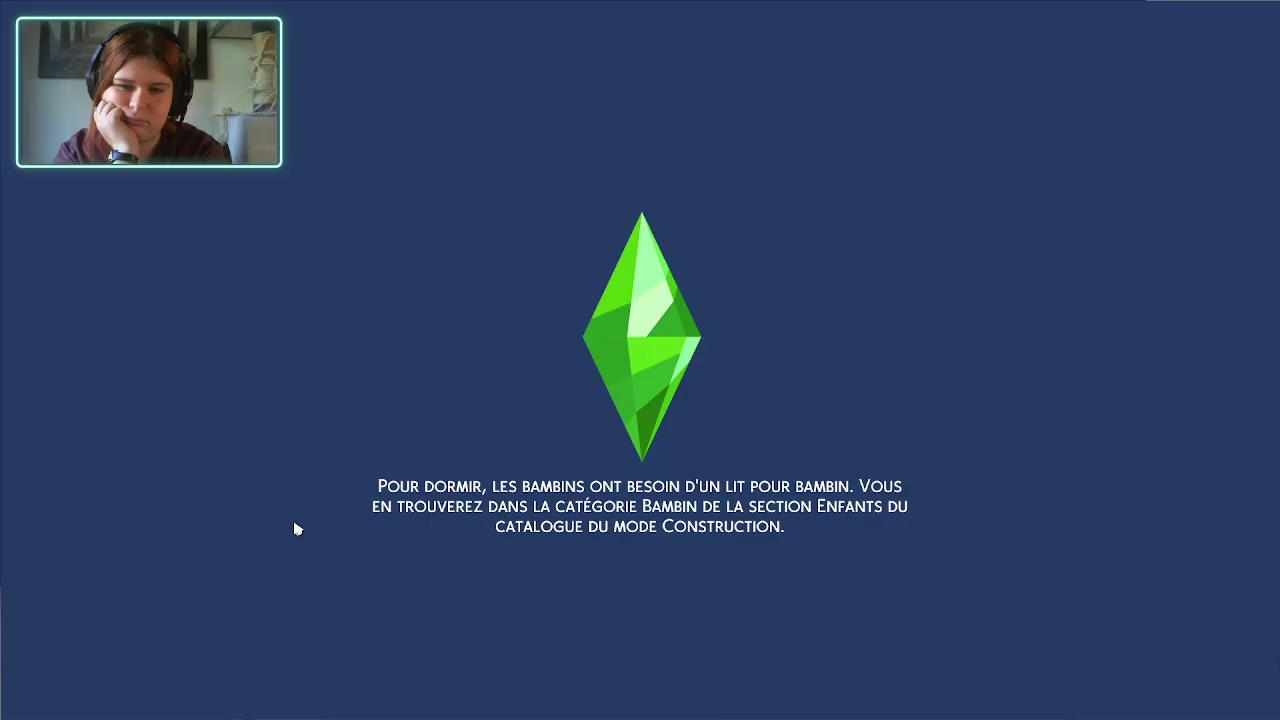 Pour dormir, les bambins ont besoin d'un lit pour bambin. Vous
en trouverez dans la catégorie Bambin de la section Enfants du
catalogue du mode Construction.